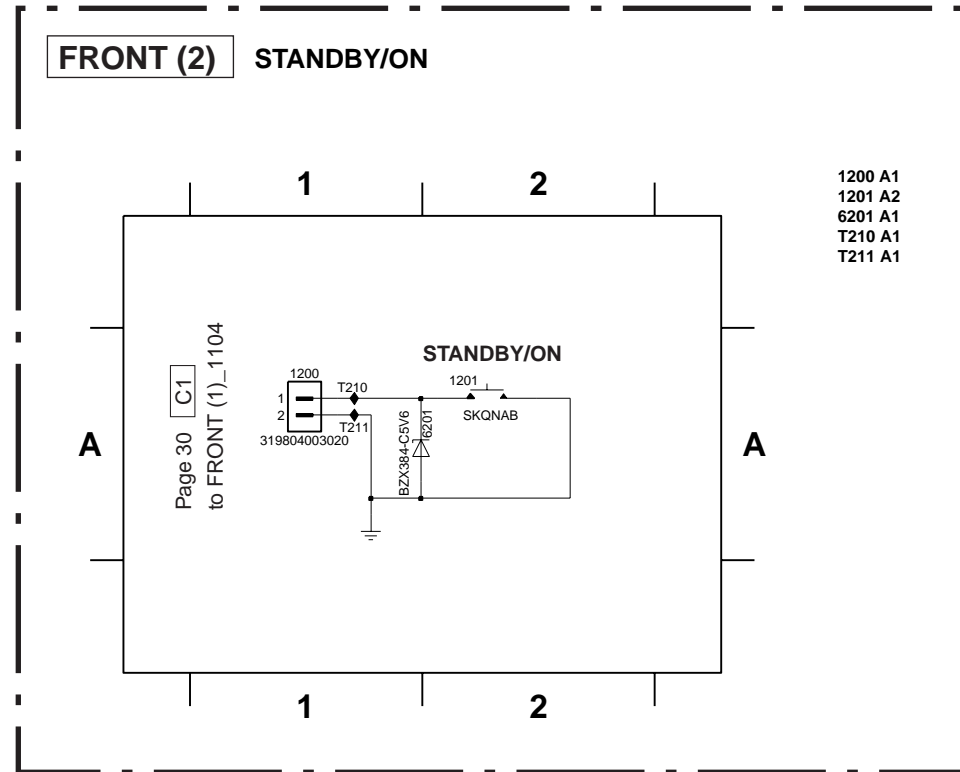 FRONT (2) STANDBY/ON
1 2
1200 A1
1201 A2
6201 A1
T210 A1
T211 A1
A
Page 30 C1
to FRONT (1)_1104
STANDBY/ON
1200
1
2
T210
T211
319804003020
BZX384-C5V6
6201
1201
SKQNAB
A
1 2